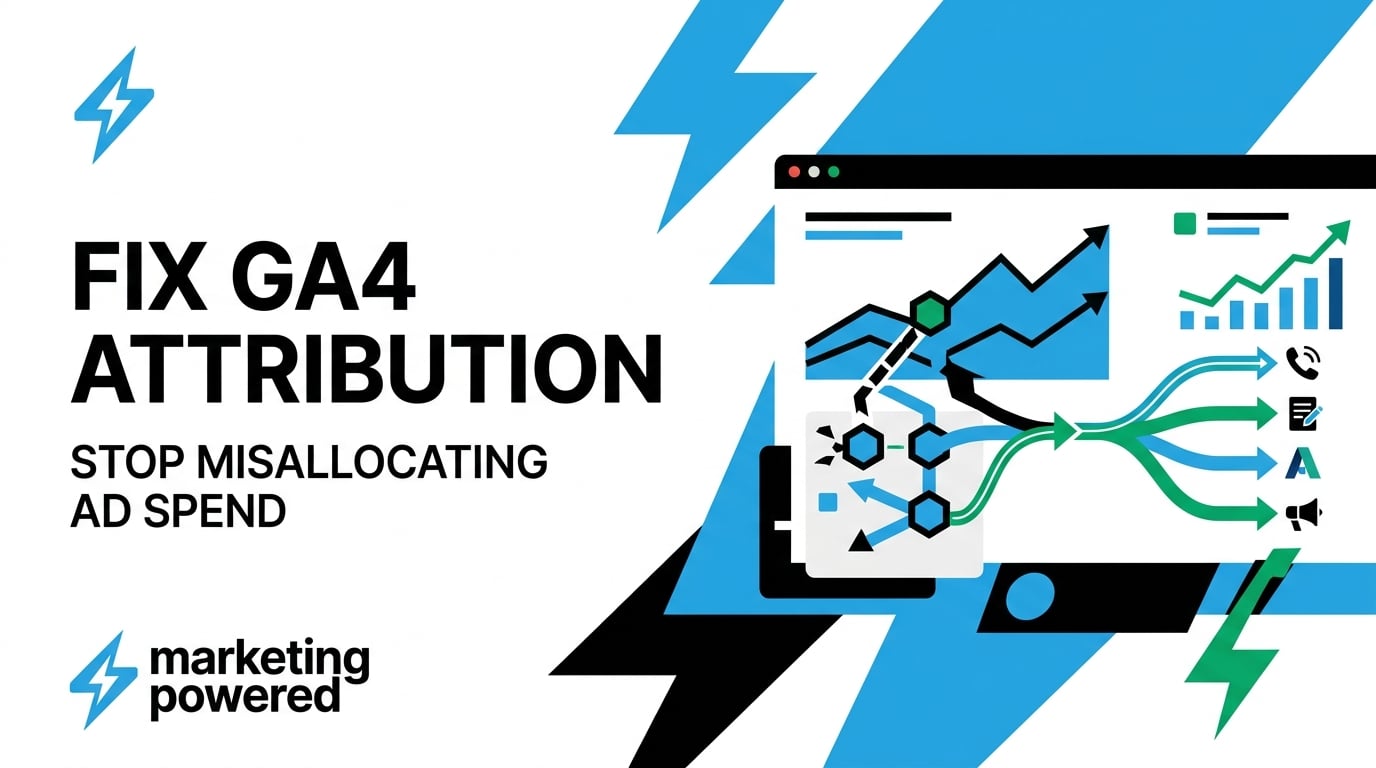 FIX GA4
ATTRIBUTION
STOP MISALLOCATING
AD SPEND
marketing
powered